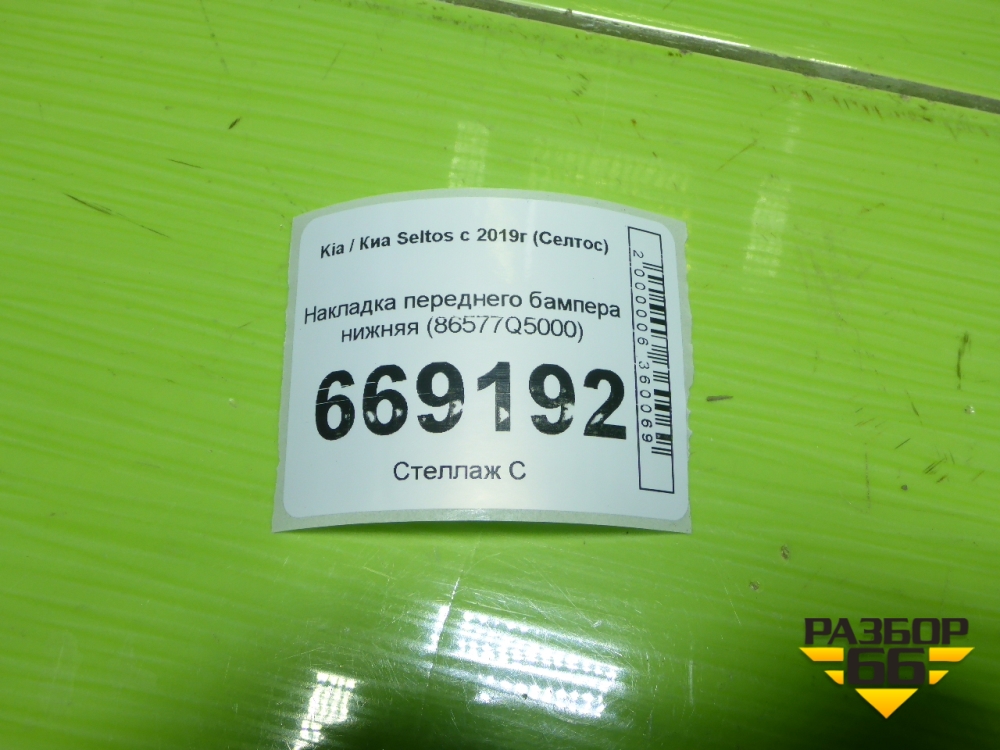 Kia / Киа Seltos с 2019г (Селтос)
Накладка переднего бампера
нижняя (86577Q5000)
669192
Стеллаж С
2000006360069
РАЗБОР
66